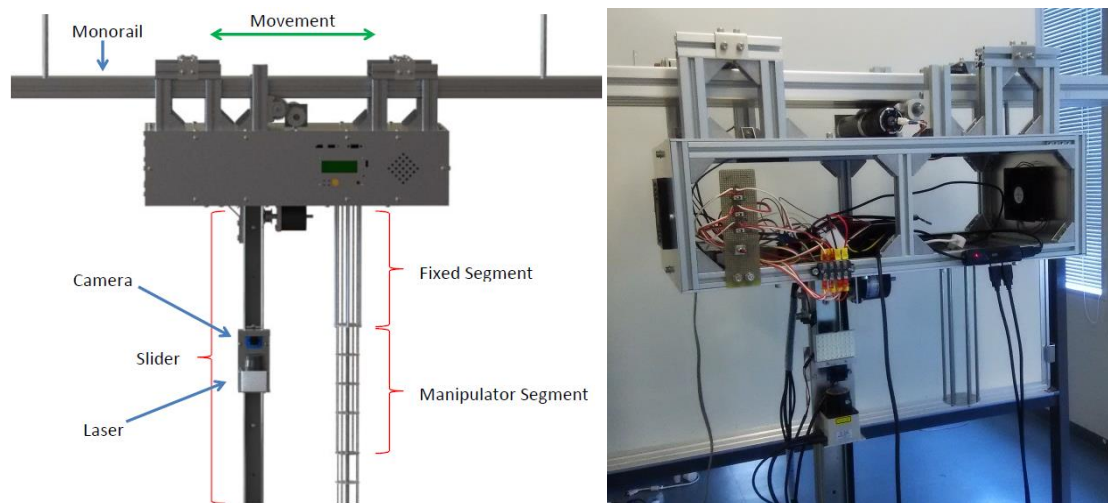 Movement
Monorail
Fixed Segment
Camera
Slider
Manipulator Segment
Laser